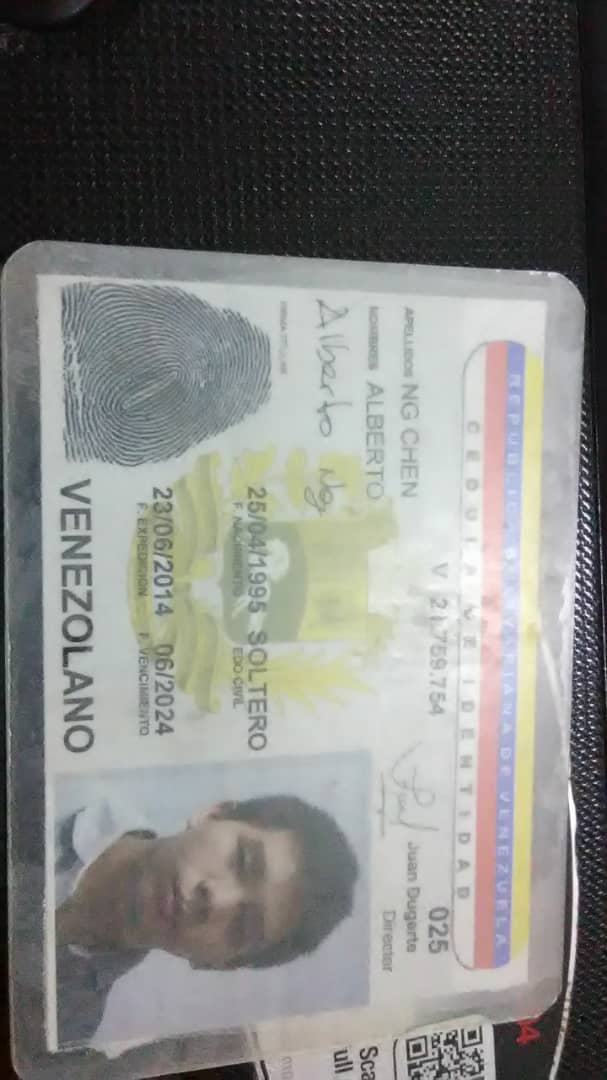 REPUBLICA BOLIVARIANA DE VENEZUELA
CEDULA DE IDENTIDAD
V 21.759.754
025
APELLIDOS NG CHEN
Juan Dugarte
Director
NOMBRES ALBERTO
Alberto Ng
FIRMA TITULAR
25/04/1995 SOLTERO
F. NACIMIENTO EDO CIVIL
23/06/2014 06/2024
F. EXPEDICION F. VENCIMIENTO
VENEZOLANO